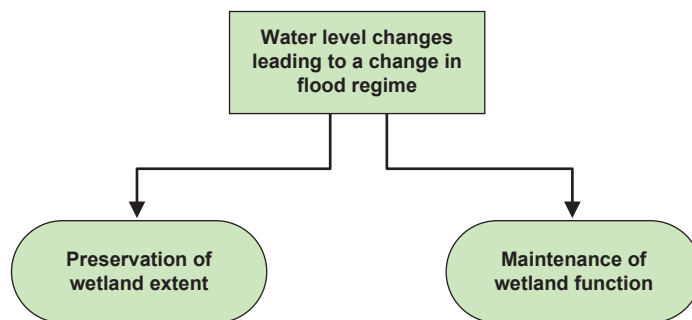 Water level changes
leading to a change in
flood regime
Preservation of
wetland extent
Maintenance of
wetland function